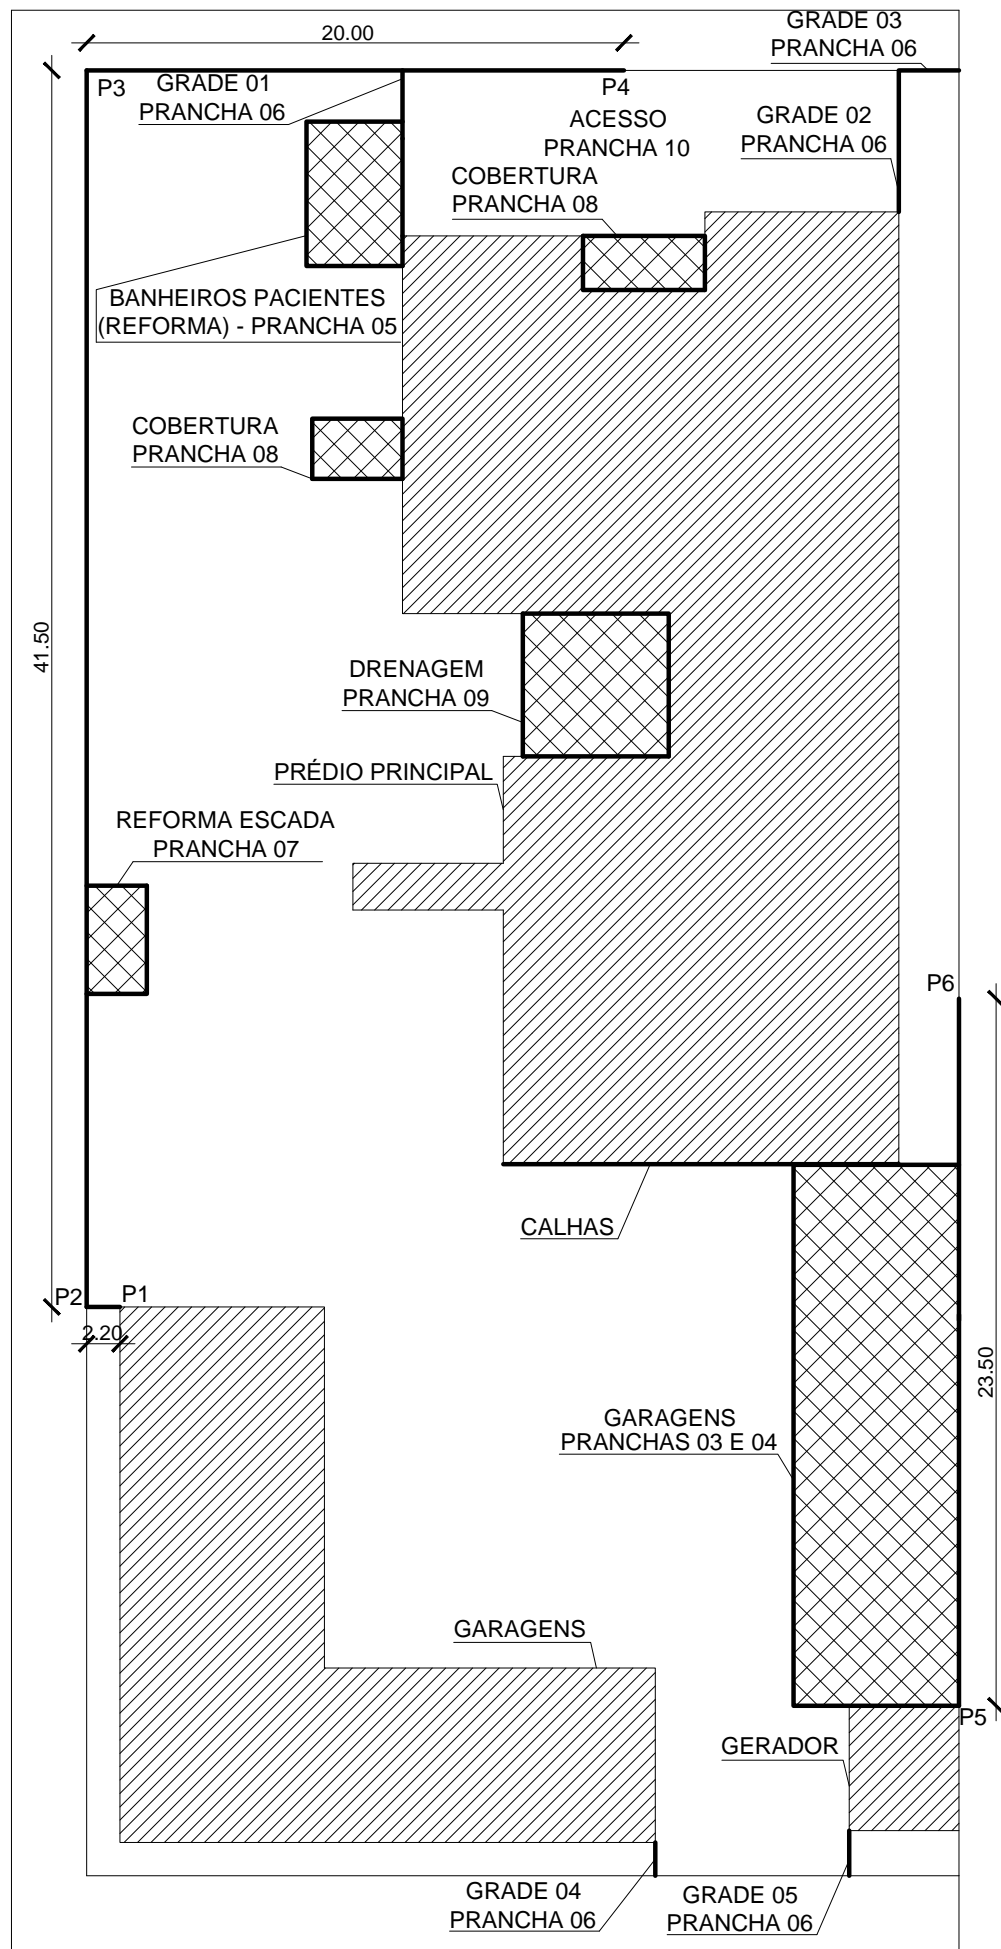 GRADE 03
PRANCHA 06
20.00
P3
GRADE 01
PRANCHA 06
P4
ACESSO
PRANCHA 10
GRADE 02
PRANCHA 06
COBERTURA
PRANCHA 08
BANHEIROS PACIENTES
(REFORMA) - PRANCHA 05
COBERTURA
PRANCHA 08
41.50
DRENAGEM
PRANCHA 09
PRÉDIO PRINCIPAL
REFORMA ESCADA
PRANCHA 07
P6
CALHAS
P2
P1
2.20
23.50
GARAGENS
PRANCHAS 03 E 04
GARAGENS
P5
GERADOR
GRADE 04
PRANCHA 06
GRADE 05
PRANCHA 06